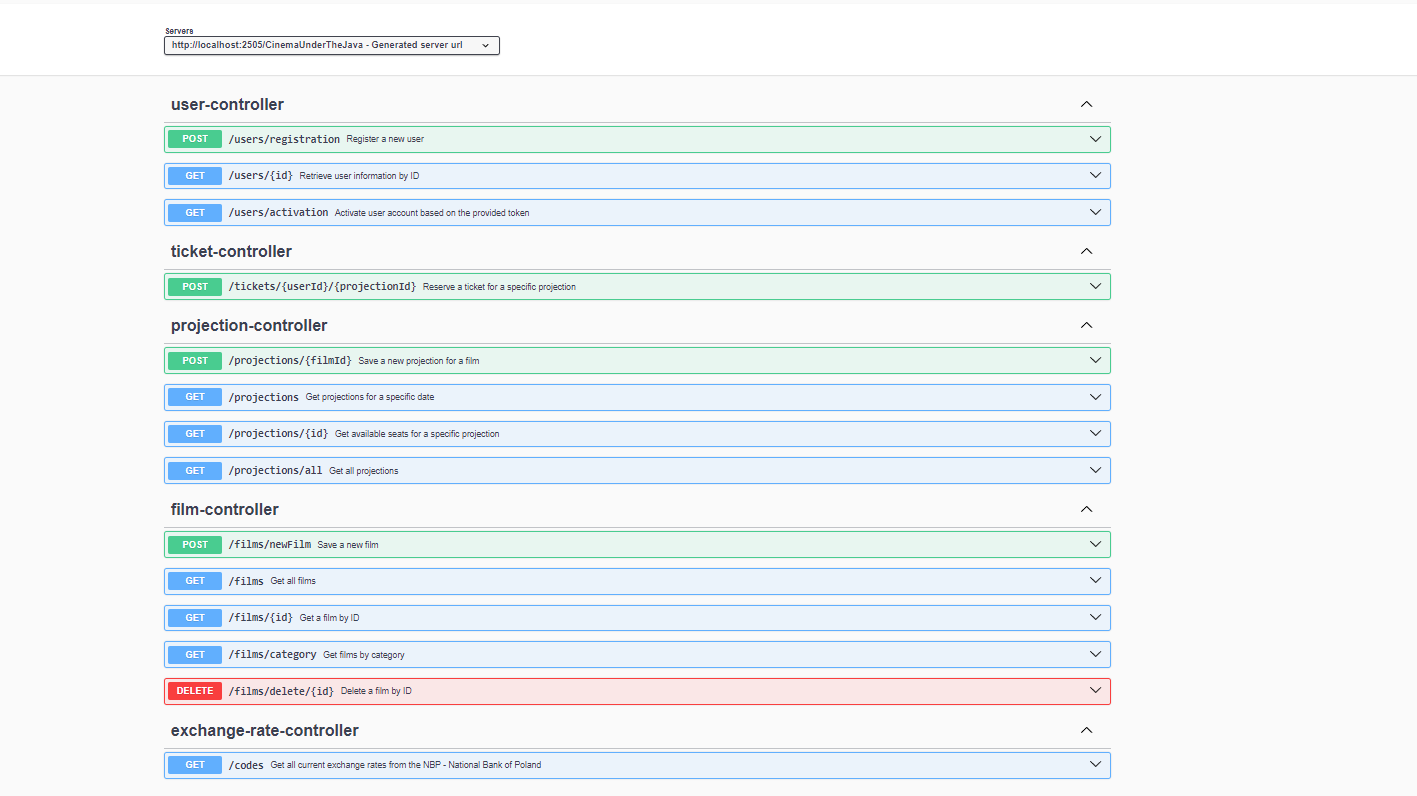 Servers
http://localhost:2505/CinemaUnderTheJava - Generated server url
user-controller
POST /users/registration Register a new user
GET /users/{id} Retrieve user information by ID
GET /users/activation Activate user account based on the provided token
ticket-controller
POST /tickets/{userId}/{projectionId} Reserve a ticket for a specific projection
projection-controller
POST /projections/{filmId} Save a new projection for a film
GET /projections Get projections for a specific date
GET /projections/{id} Get available seats for a specific projection
GET /projections/all Get all projections
film-controller
POST /films/newFilm Save a new film
GET /films Get all films
GET /films/{id} Get a film by ID
GET /films/category Get films by category
DELETE /films/delete/{id} Delete a film by ID
exchange-rate-controller
GET /codes Get all current exchange rates from the NBP - National Bank of Poland